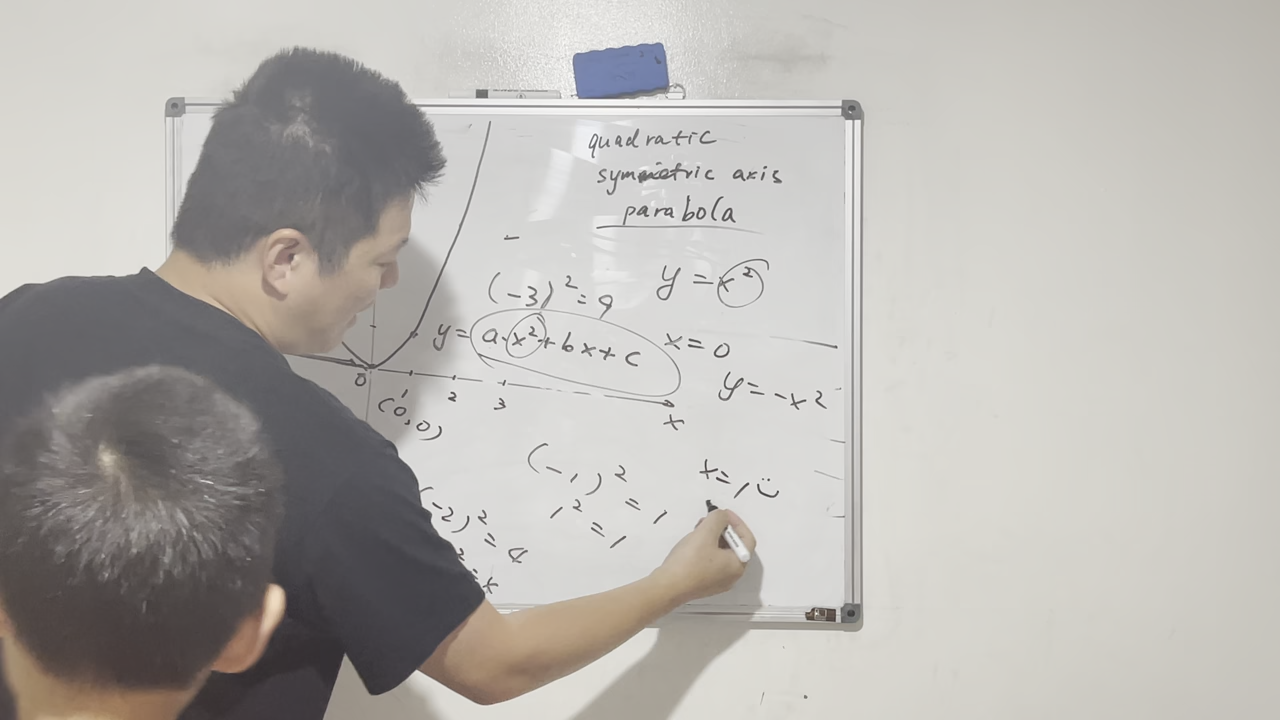 quadratic
symmetric axis
parabola
(-3)² = 9
y = x²
y = a·x² + bx + c
x = 0
y = -x²
0
1 2 3
x
(0,0)
(-1)² = 1
1² = 1
x = 1 ü
(-2)² = 4